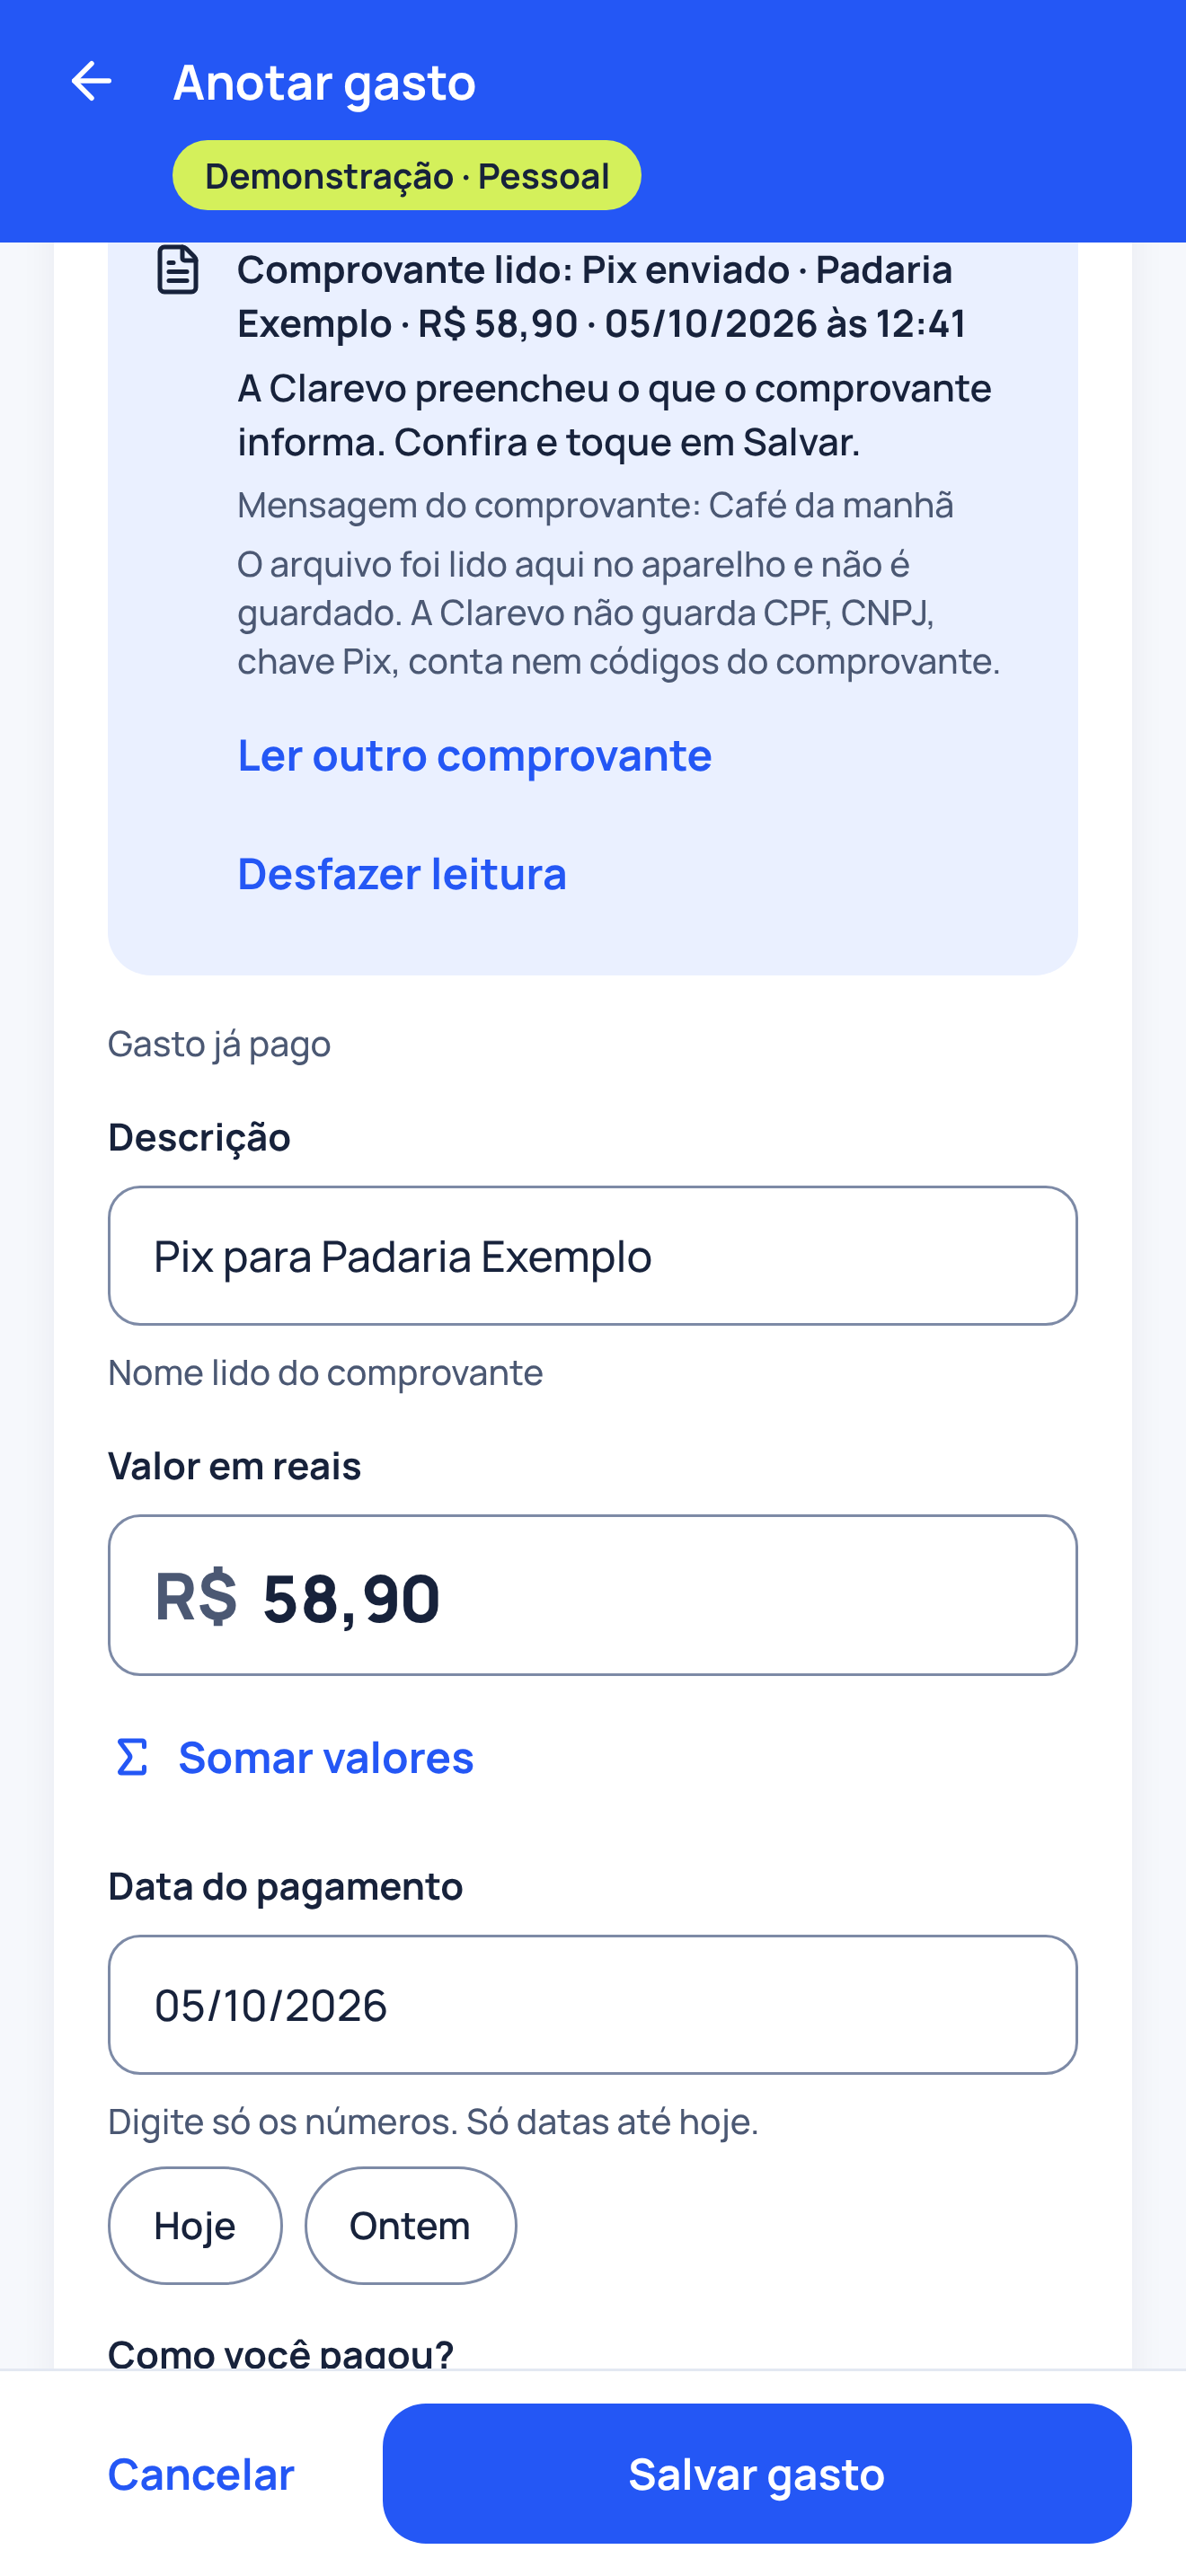 Anotar gasto
Demonstração · Pessoal
Comprovante lido: Pix enviado · Padaria
Exemplo · R$ 58,90 · 05/10/2026 às 12:41
A Clarevo preencheu o que o comprovante
informa. Confira e toque em Salvar.
Mensagem do comprovante: Café da manhã
O arquivo foi lido aqui no aparelho e não é
guardado. A Clarevo não guarda CPF, CNPJ,
chave Pix, conta nem códigos do comprovante.
Ler outro comprovante
Desfazer leitura
Gasto já pago
Descrição
Pix para Padaria Exemplo
Nome lido do comprovante
Valor em reais
R$ 58,90
Σ Somar valores
Data do pagamento
05/10/2026
Digite só os números. Só datas até hoje.
Hoje Ontem
Como você pagou?
Cancelar Salvar gasto